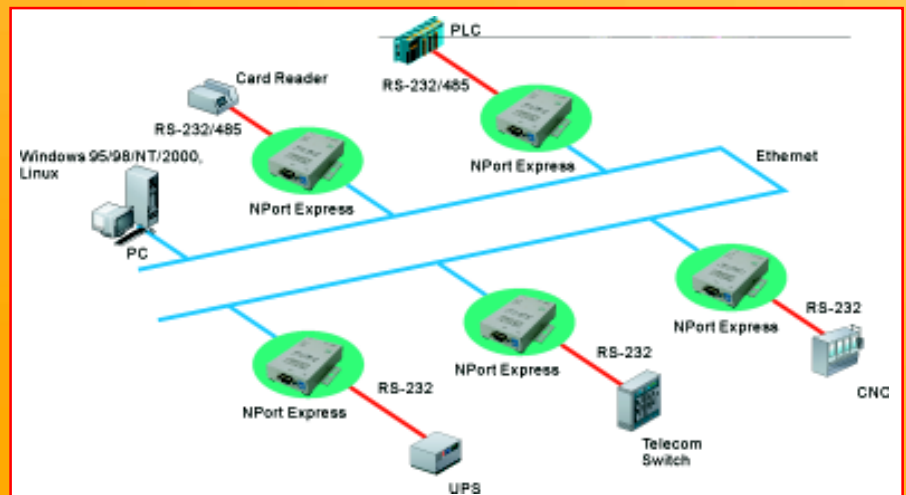 PLC
Card Reader
RS-232/485
RS-232/485
Windows 95/98/NT/2000,
Linux
NPort Express
Ethernet
NPort Express
PC
RS-232
NPort Express
NPort Express
RS-232
CNC
NPort Express
RS-232
Telecom
Switch
UPS